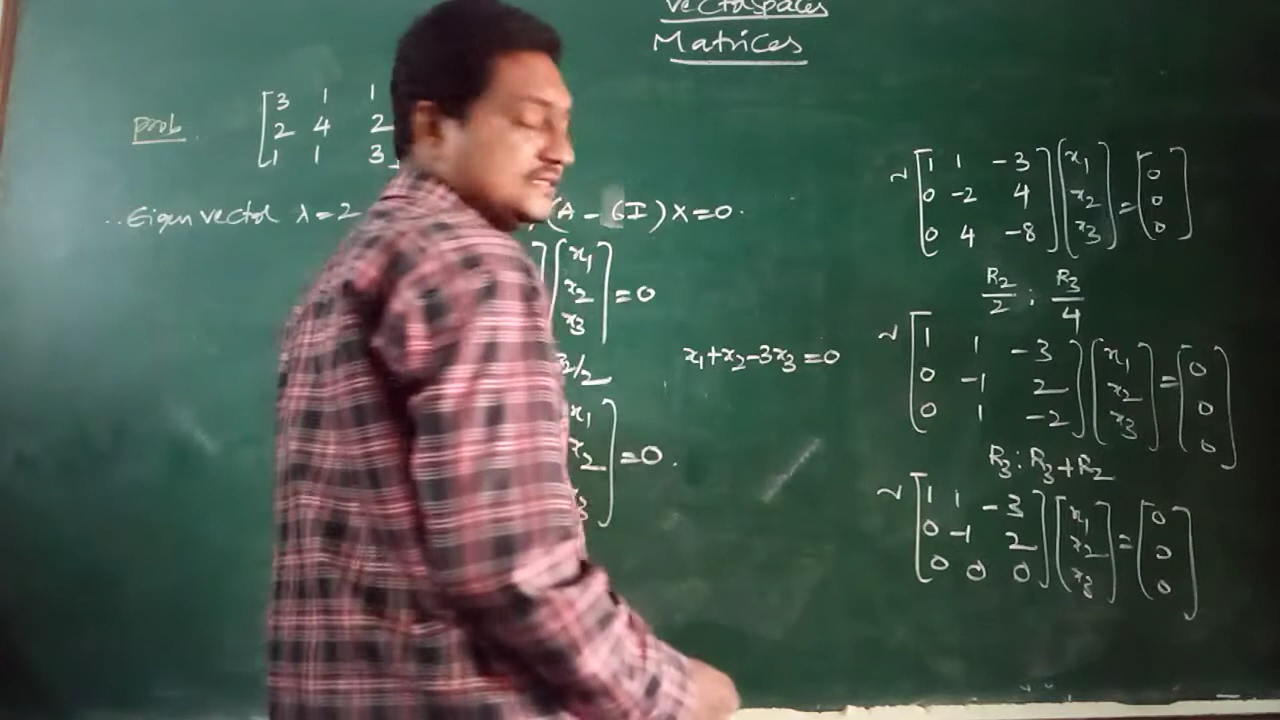 Vectorspaces
Matrices
prob.
[3 1 1
2 4 2
1 1 3]
Eigen vector λ=2
(A - 6I) X=0.
] [x1
x2
x3] =0
/2
x1
x2
3] =0.
x1+x2-3x3=0
~ [1 1 -3
0 -2 4
0 4 -8] [x1
x2
x3] = [0
0
0]
R2/2 ; R3/4
~ [1 1 -3
0 -1 2
0 1 -2] [x1
x2
x3] = [0
0
0]
R3: R3+R2
~ [1 1 -3
0 -1 2
0 0 0] [x1
x2
x3] = [0
0
0]